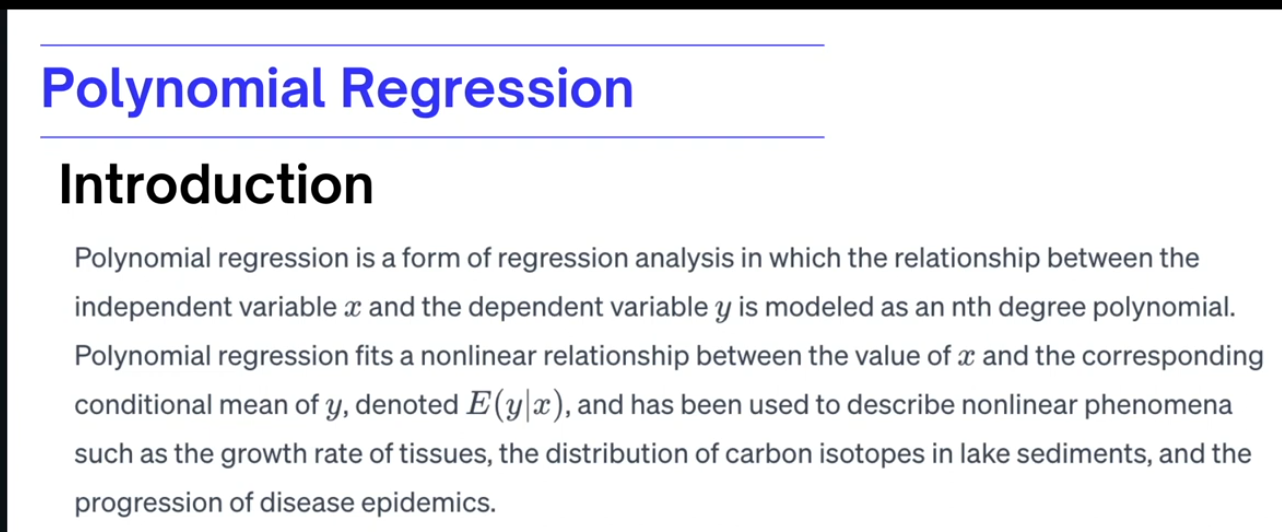 Polynomial Regression
Introduction
Polynomial regression is a form of regression analysis in which the relationship between the
independent variable x and the dependent variable y is modeled as an nth degree polynomial.
Polynomial regression fits a nonlinear relationship between the value of x and the corresponding
conditional mean of y, denoted E(y|x), and has been used to describe nonlinear phenomena
such as the growth rate of tissues, the distribution of carbon isotopes in lake sediments, and the
progression of disease epidemics.